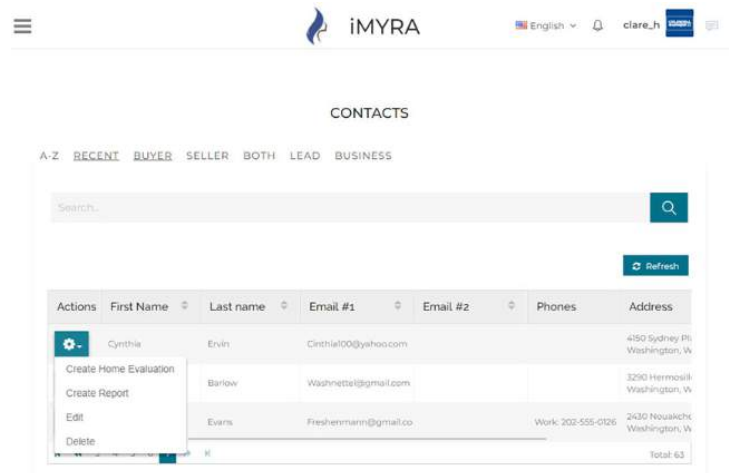 iMYRA
English
clare_h
CONTACTS
A-Z RECENT BUYER SELLER BOTH LEAD BUSINESS
Search..
Refresh
Actions First Name Last name Email #1 Email #2 Phones Address
Cynthia Ervin Cinthia100@yahoo.com 4150 Sydney Pl
Washington, W
Create Home Evaluation
Barlow Washnettel@gmail.com 3290 Hermosill
Washington, W
Create Report
Edit
Evans Freshenmann@gmail.co Work: 202-555-0126 2430 Nouakcho
Washington, W
Delete
Total: 63